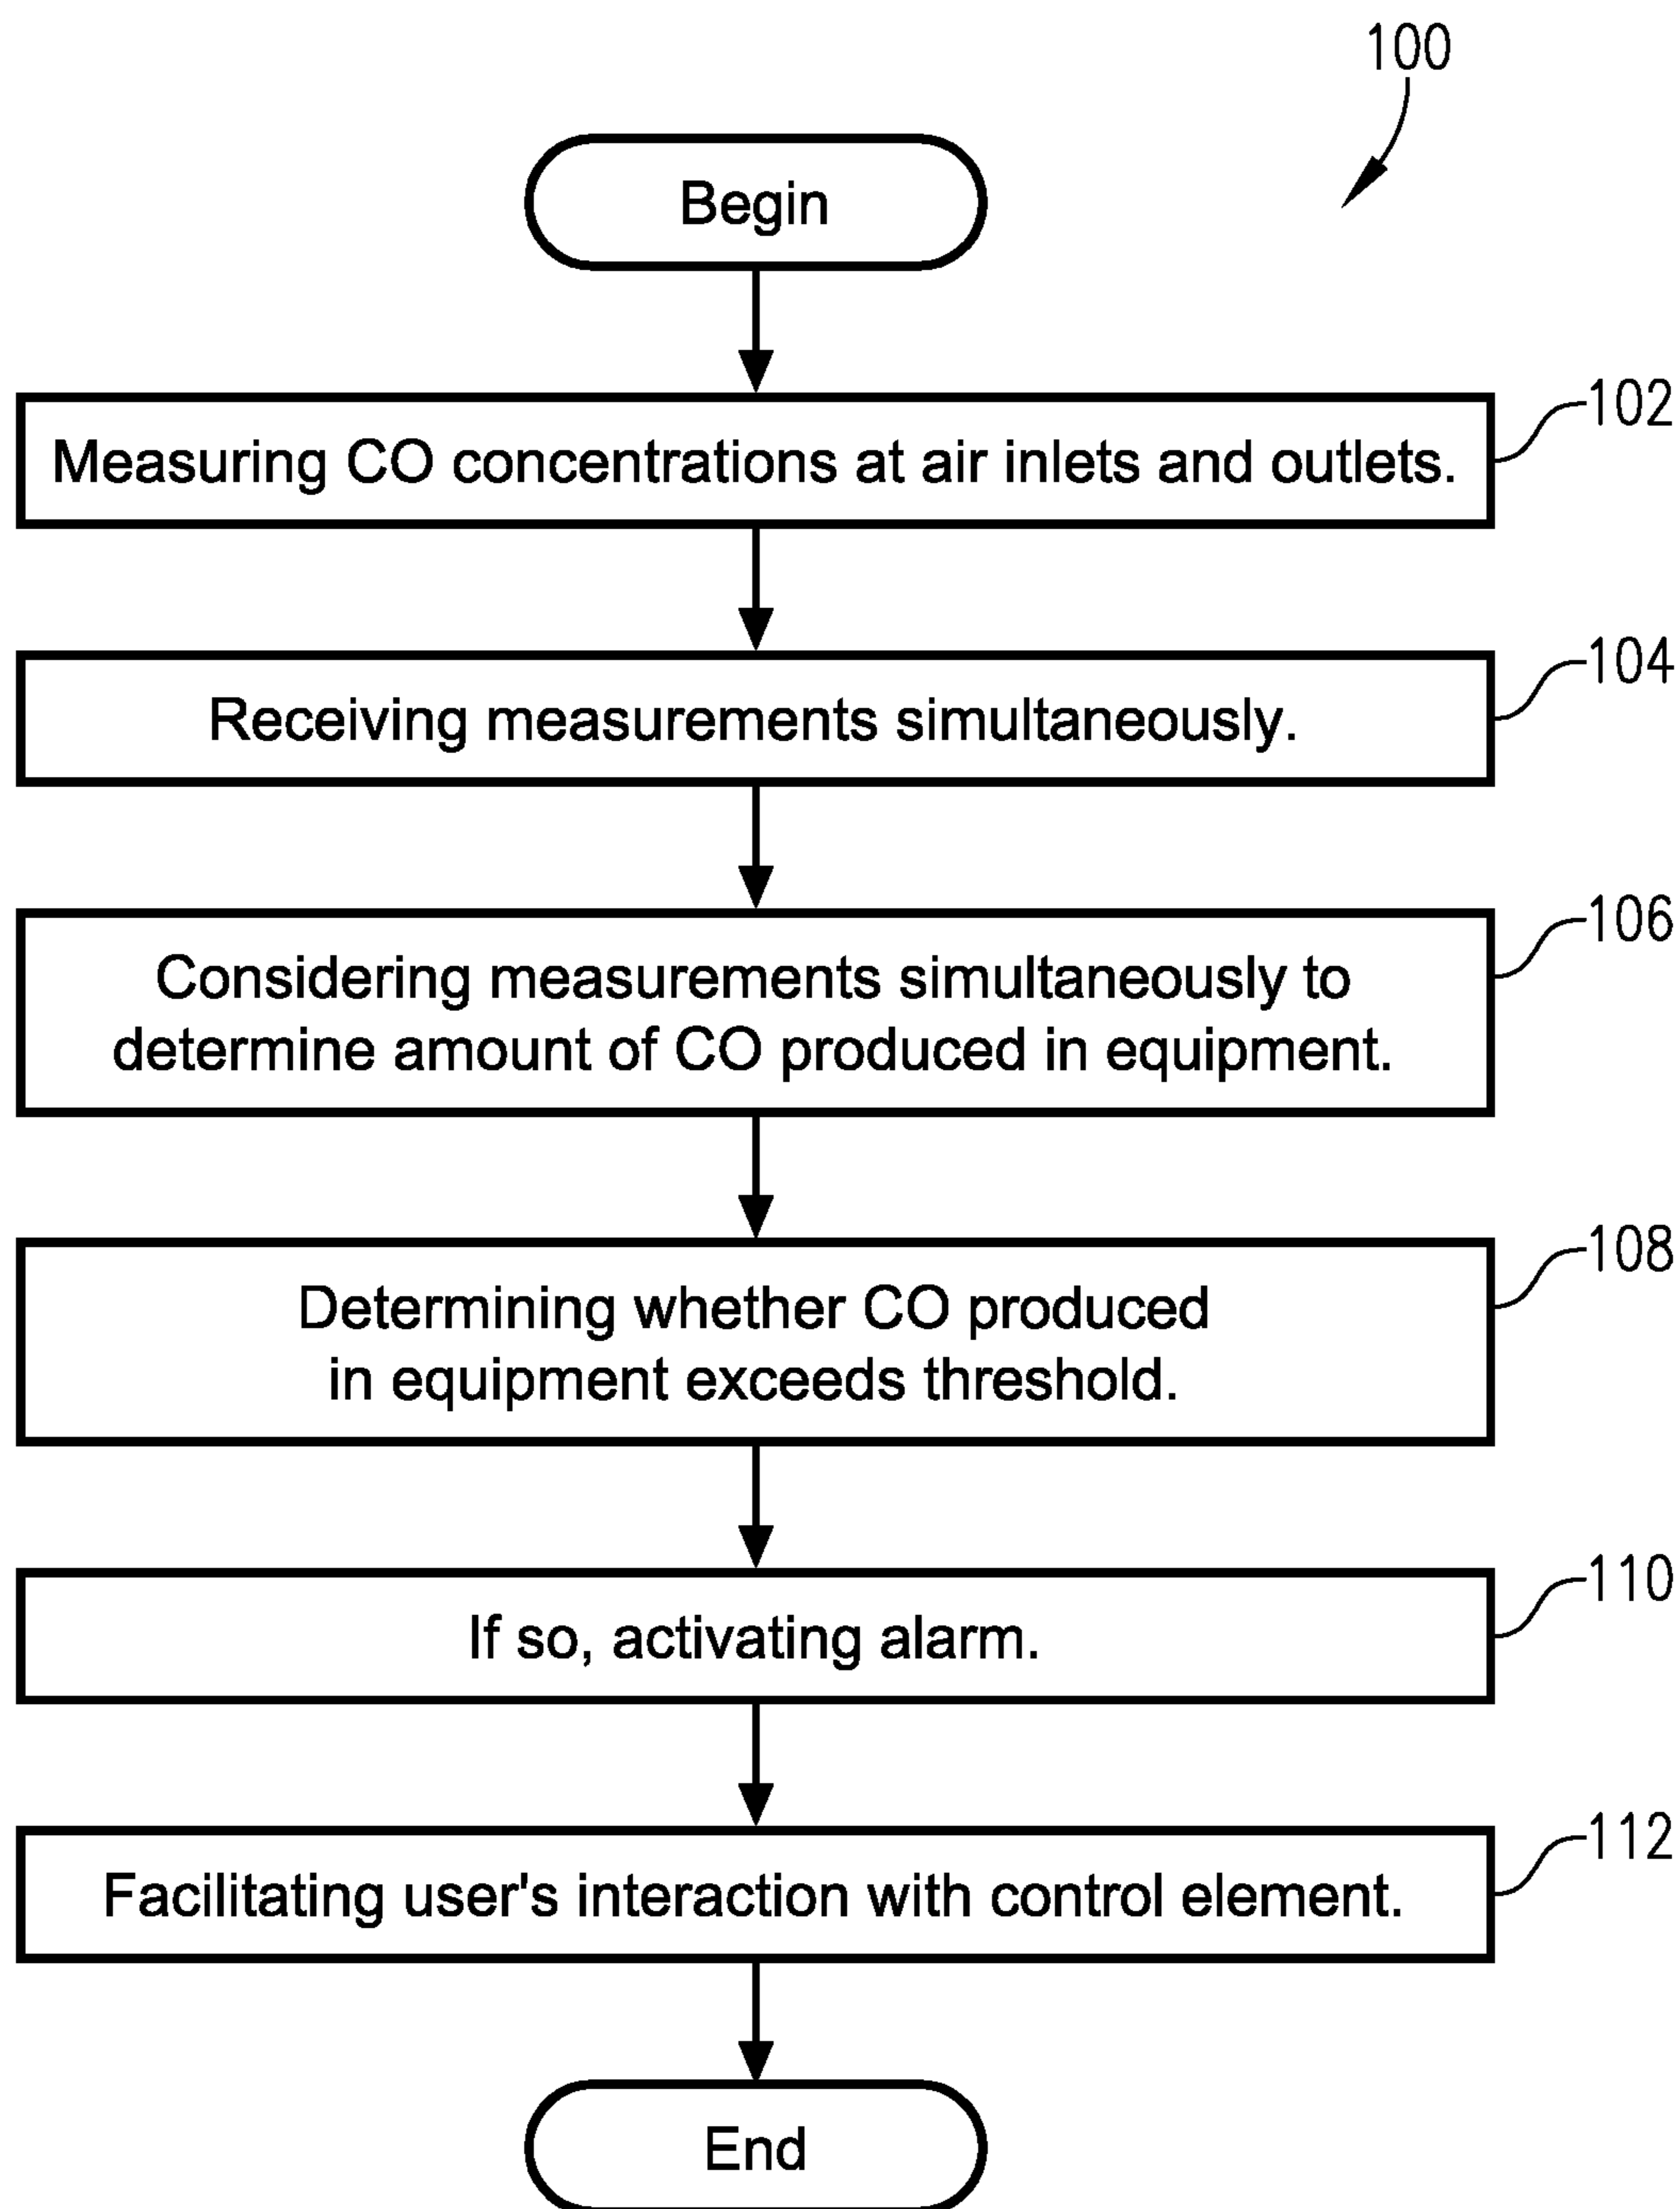 100
Begin
Measuring CO concentrations at air inlets and outlets.
102
Receiving measurements simultaneously.
104
Considering measurements simultaneously to
determine amount of CO produced in equipment.
106
Determining whether CO produced
in equipment exceeds threshold.
108
If so, activating alarm.
110
Facilitating user's interaction with control element.
112
End